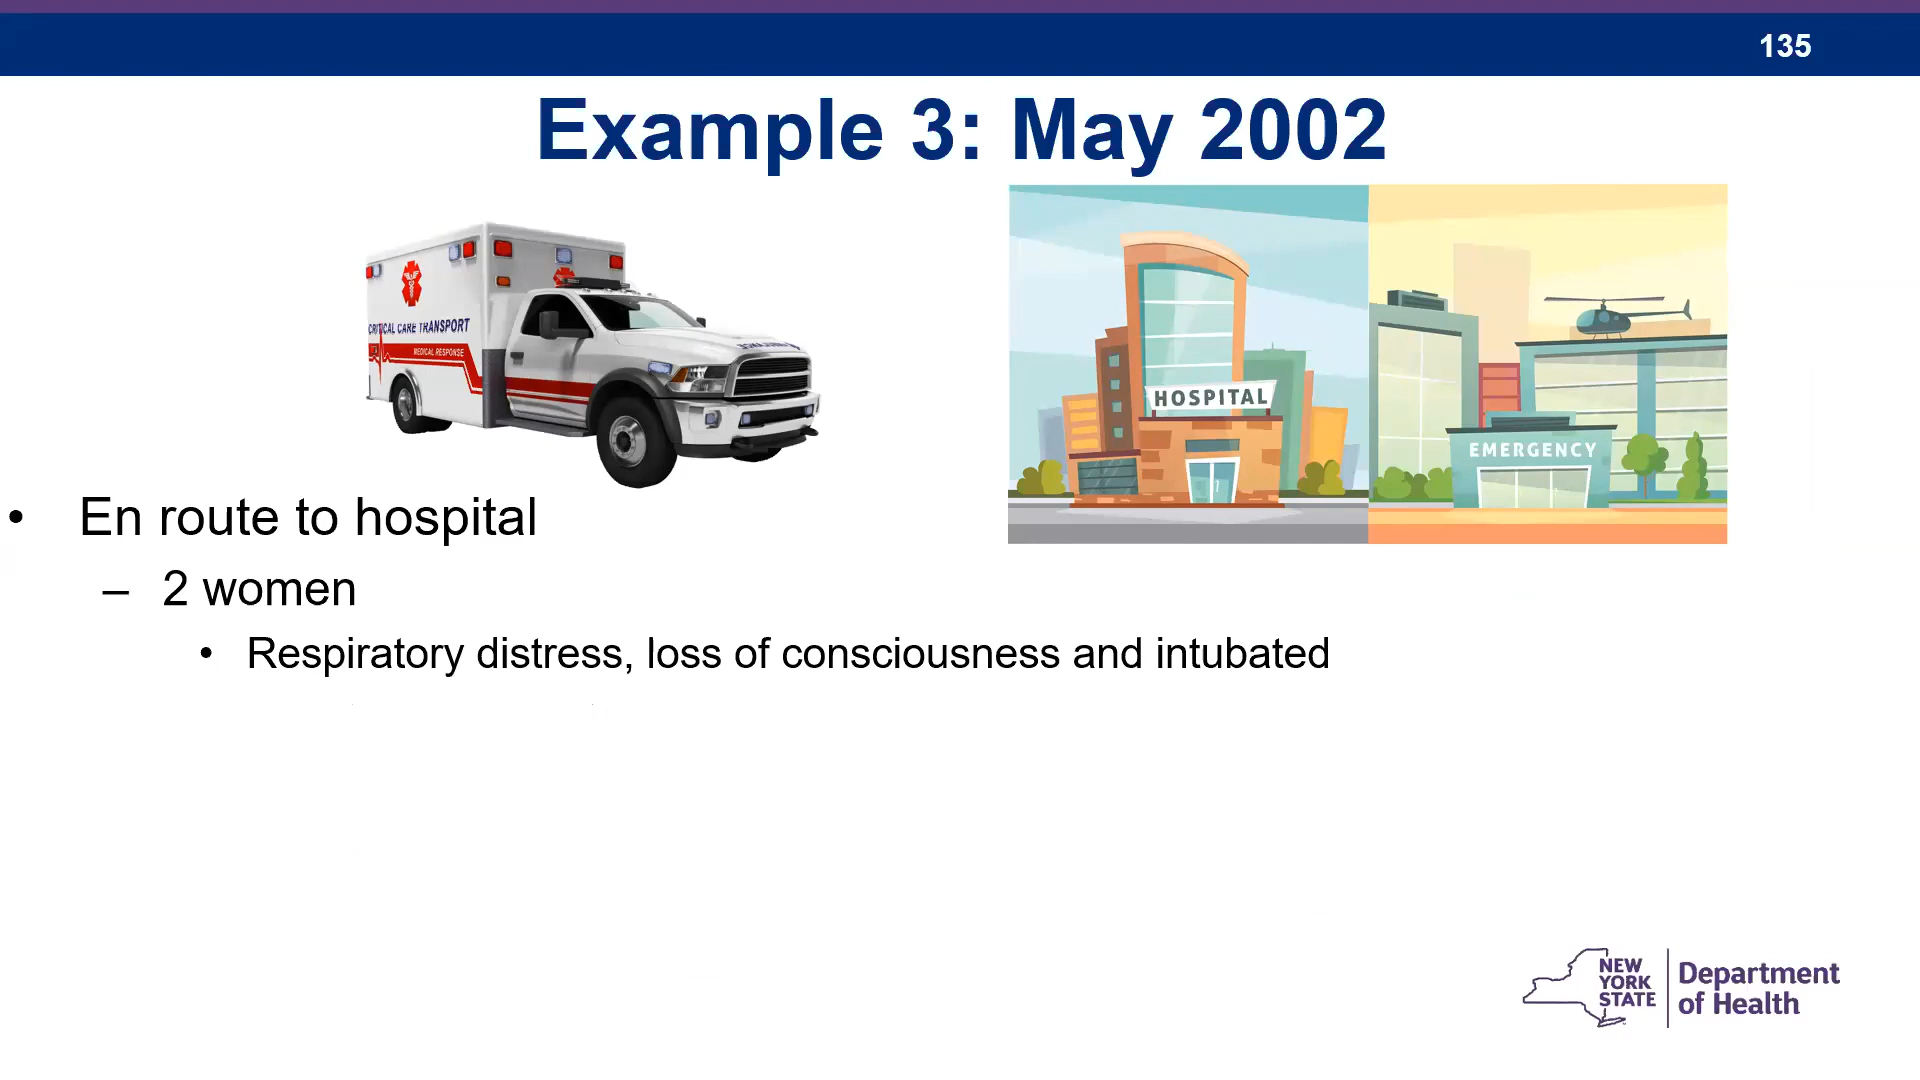 135
Example 3: May 2002
CRITICAL CARE TRANSPORT
MEDICAL RESPONSE
HOSPITAL
EMERGENCY
• En route to hospital
– 2 women
• Respiratory distress, loss of consciousness and intubated
NEW
YORK
STATE
Department
of Health